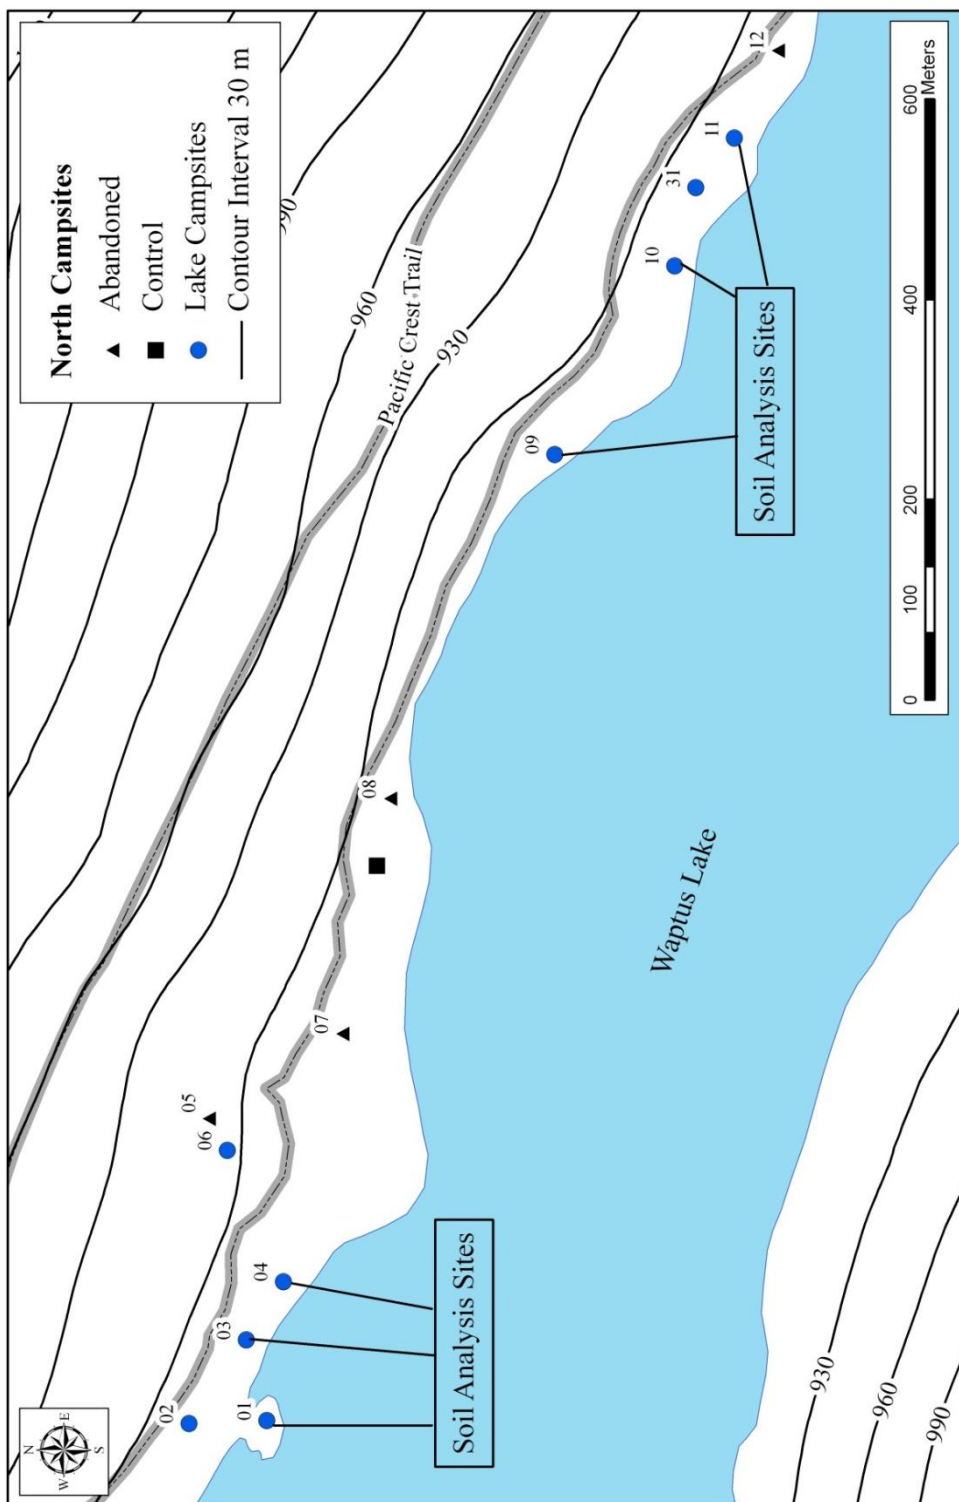 North Campsites
Abandoned
Control
Lake Campsites
Contour Interval 30 m
N
W
E
S
990
960
930
Pacific Crest Trail
02
01
03
04
06
05
07
08
09
10
31
11
12
Soil Analysis Sites
Soil Analysis Sites
Waptus Lake
930
960
990
0
100
200
400
600
Meters